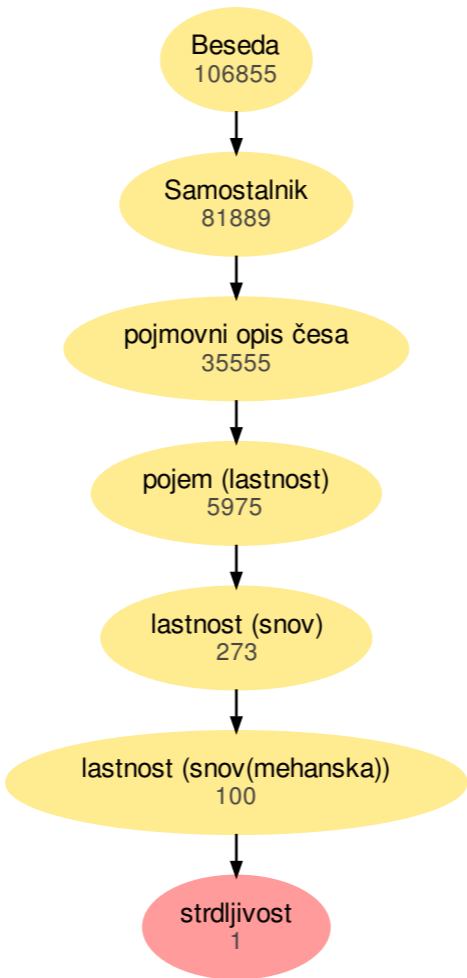 Beseda
106855
Samostalnik
81889
pojmovni opis česa
35555
pojem (lastnost)
5975
lastnost (snov)
273
lastnost (snov(mehanska))
100
strdljivost
1